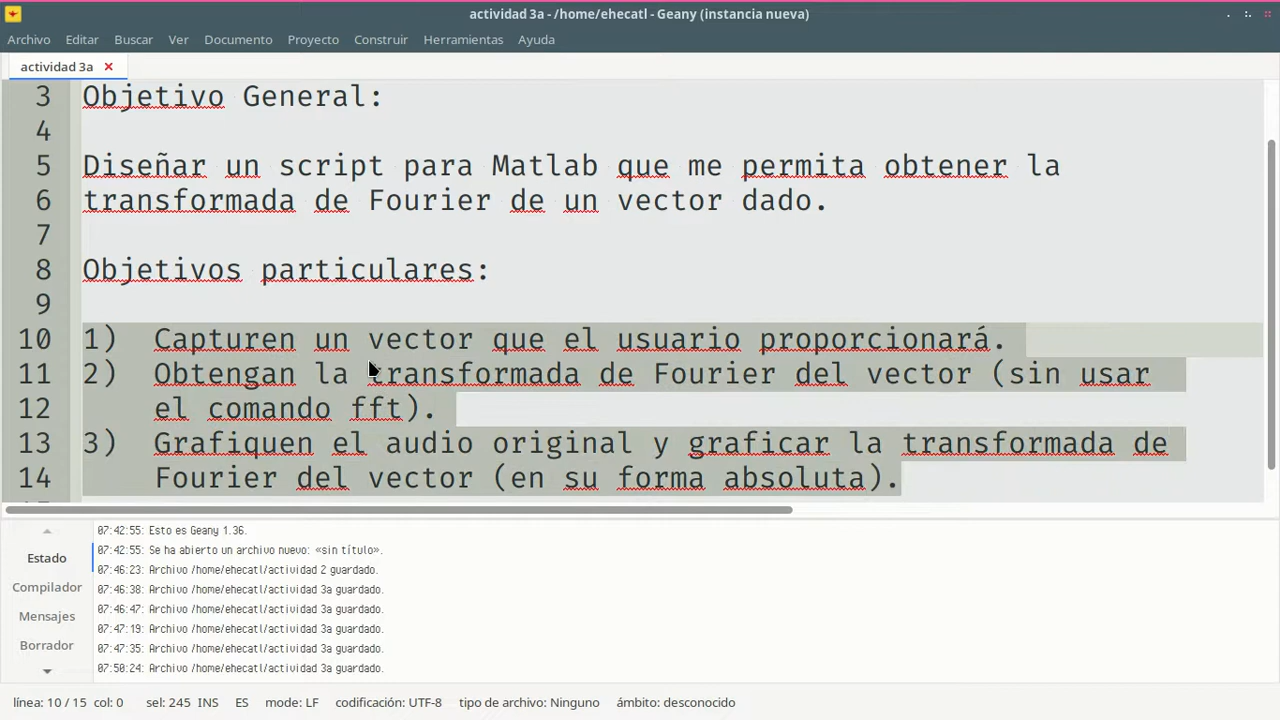 actividad 3a - /home/ehecatl - Geany (instancia nueva)
Archivo Editar Buscar Ver Documento Proyecto Construir Herramientas Ayuda
actividad 3a
3 Objetivo General:
4
5 Diseñar un script para Matlab que me permita obtener la
6 transformada de Fourier de un vector dado.
7
8 Objetivos particulares:
9
10 1) Capturen un vector que el usuario proporcionará.
11 2) Obtengan la transformada de Fourier del vector (sin usar
12 el comando fft).
13 3) Grafiquen el audio original y graficar la transformada de
14 Fourier del vector (en su forma absoluta).
Estado
Compilador
Mensajes
Borrador
07:42:55: Esto es Geany 1.36.
07:42:55: Se ha abierto un archivo nuevo: «sin título».
07:46:23: Archivo /home/ehecatl/actividad 2 guardado.
07:46:38: Archivo /home/ehecatl/actividad 3a guardado.
07:46:47: Archivo /home/ehecatl/actividad 3a guardado.
07:47:19: Archivo /home/ehecatl/actividad 3a guardado.
07:47:35: Archivo /home/ehecatl/actividad 3a guardado.
07:50:24: Archivo /home/ehecatl/actividad 3a guardado.
línea: 10 / 15 col: 0 sel: 245 INS ES mode: LF codificación: UTF-8 tipo de archivo: Ninguno ámbito: desconocido